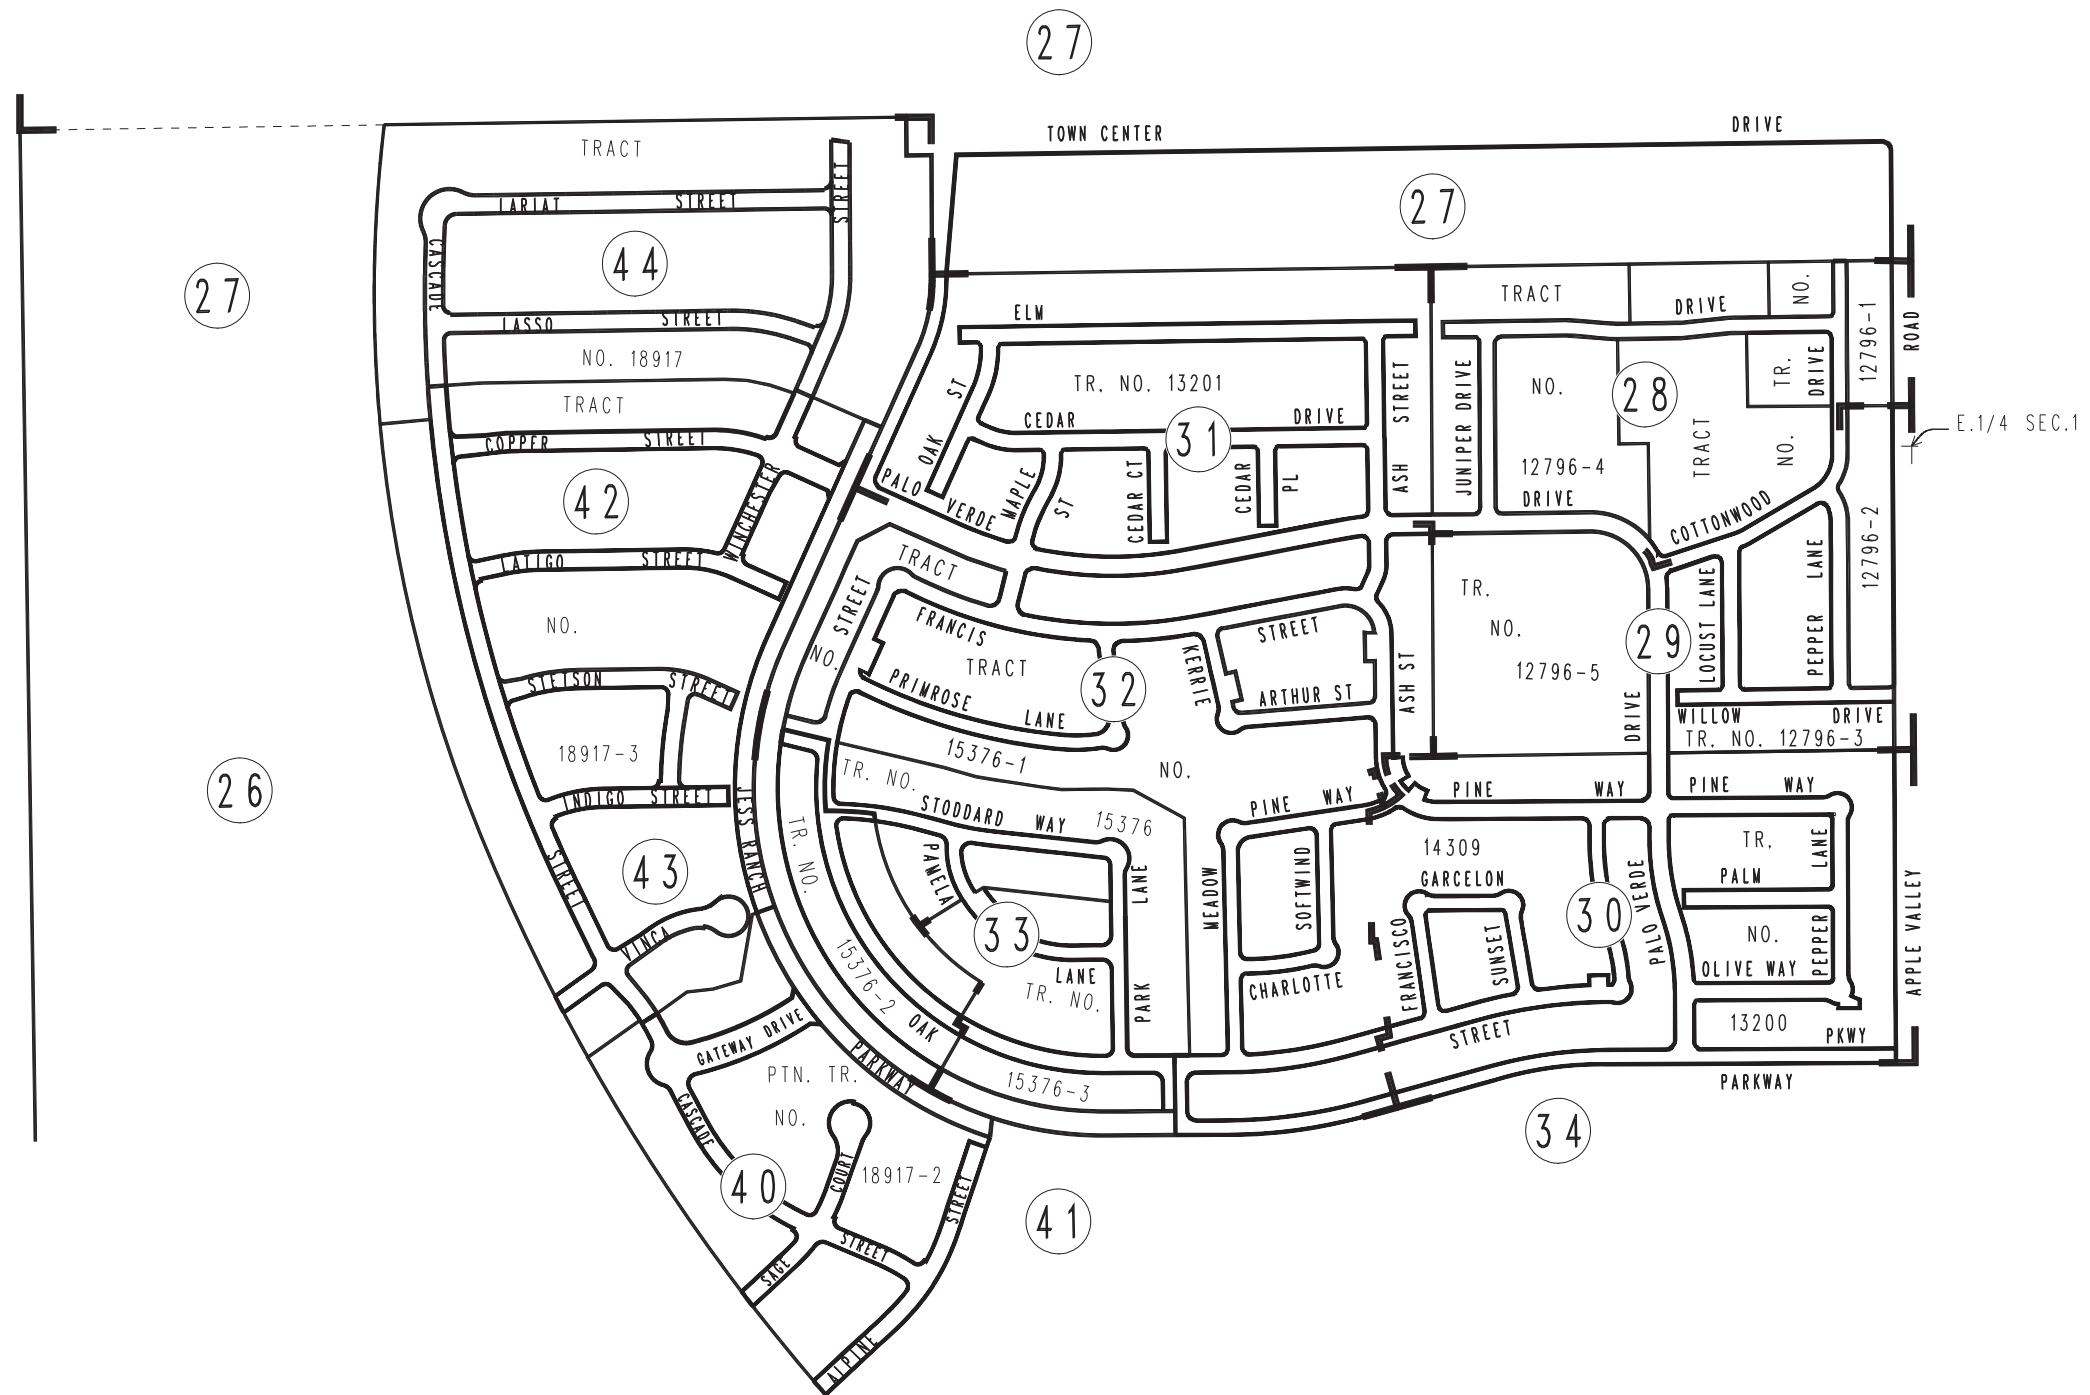 27
TOWN CENTER DRIVE
TRACT
LARIAT STREET
STREET
CASCADE
44
27
27
LASSO STREET
NO. 18917
TRACT
COPPER STREET
42
WINCHESTER
LATIGO STREET
NO.
STETSON STREET
18917-3
INDIGO STREET
26
43
STREET
VINCA
JESS RANCH
PARKWAY
GATEWAY DRIVE
PTN. TR.
NO.
18917-2
CASCADE
40
COURT
STREET
SAGE
STREET
ALPINE
41
ELM
TR. NO. 13201
OAK ST
CEDAR DRIVE
31
PALO VERDE
MAPLE ST
CEDAR CT
CEDAR PL
ASH STREET
JUNIPER DRIVE
TRACT
DRIVE
NO.
12796-1
ROAD
NO.
28
TR.
DRIVE
TRACT
NO.
E.1/4 SEC.1
12796-4
DRIVE
COTTONWOOD
12796-2
TRACT
NO.
STREET
FRANCIS
TRACT
PRIMROSE LANE
32
KERRIE
STREET
ARTHUR ST
ASH ST
TR.
NO.
12796-5
29
DRIVE
LOCUST LANE
PEPPER LANE
WILLOW DRIVE
TR. NO. 12796-3
15376-1
TR. NO.
STODDARD WAY
15376
NO.
PINE WAY
PINE WAY
PINE WAY
TR. NO.
15376-2
PAMELA
33
LANE
TR. NO.
OAK
15376-3
PARK LANE
MEADOW
SOFTWIND
CHARLOTTE
14309
GARCELON
FRANCISCO
SUNSET
30
PALO VERDE
STREET
TR.
PALM
LANE
NO.
OLIVE WAY
PEPPER
13200
PKWY
APPLE VALLEY
PARKWAY
34